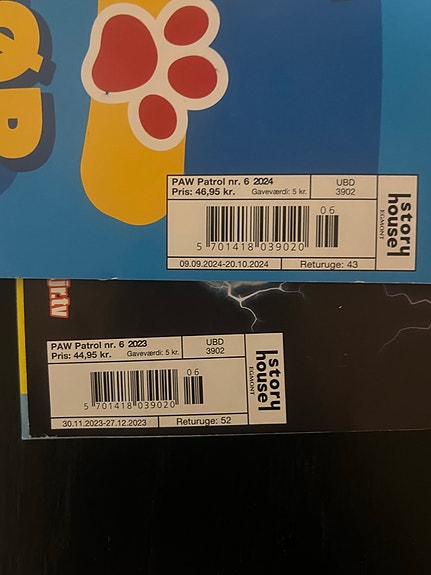 PAW Patrol nr. 6 2024
Pris: 46,95 kr. Gaveværdi: 5 kr.
UBD
3902
06
5 701418 039020
09.09.2024-20.10.2024
Returuge: 43
story
house
EGMONT
jr.tv
PAW Patrol nr. 6 2023
Pris: 44,95 kr. Gaveværdi: 5 kr.
UBD
3902
06
5 701418 039020
30.11.2023-27.12.2023
Returuge: 52
story
house
EGMONT